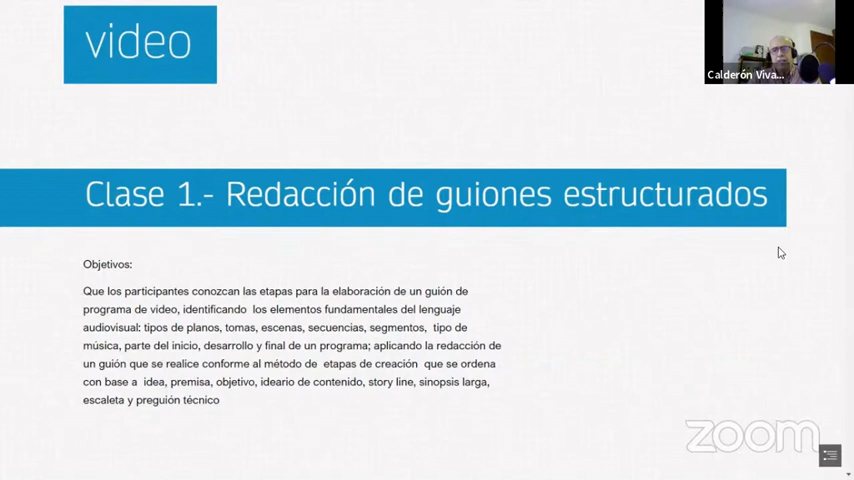 video
Calderón Viva...
Clase 1.- Redacción de guiones estructurados
Objetivos:
Que los participantes conozcan las etapas para la elaboración de un guión de
programa de video, identificando los elementos fundamentales del lenguaje
audiovisual: tipos de planos, tomas, escenas, secuencias, segmentos, tipo de
música, parte del inicio, desarrollo y final de un programa; aplicando la redacción de
un guión que se realice conforme al método de etapas de creación que se ordena
con base a idea, premisa, objetivo, ideario de contenido, story line, sinopsis larga,
escaleta y preguión técnico
zoom